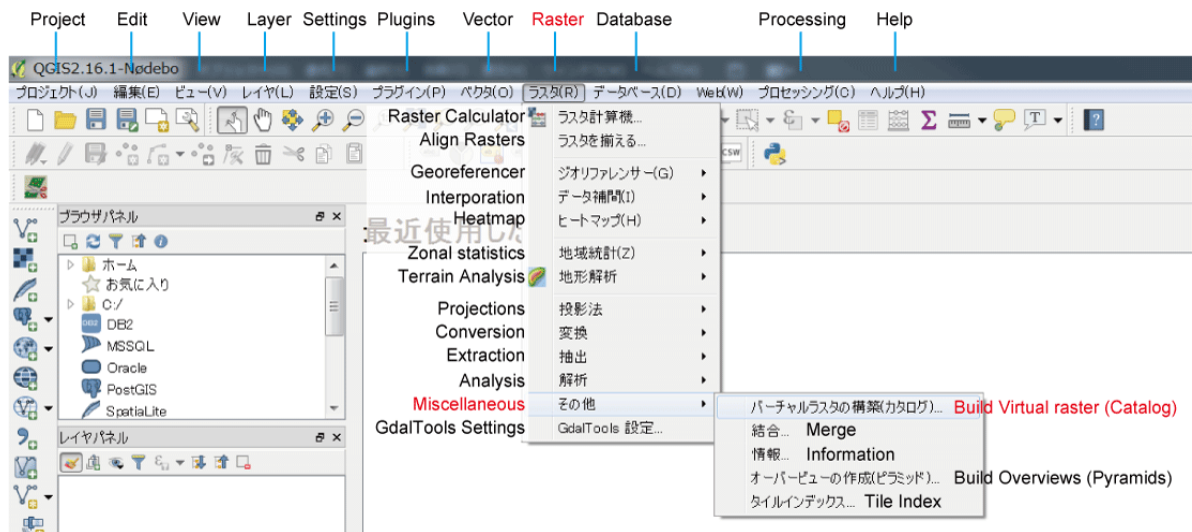 Project Edit View Layer Settings Plugins Vector Raster Database Processing Help
QGIS2.16.1-Nødebo
プロジェクト(J) 編集(E) ビュー(V) レイヤ(L) 設定(S) プラグイン(P) ベクタ(O) ラスタ(R) データベース(D) Web(W) プロセッシング(C) ヘルプ(H)
Raster Calculator ラスタ計算機...
Align Rasters ラスタを揃える...
CSW
Georeferencer ジオリファレンサー(G)
Interporation データ補間(I)
Heatmap ヒートマップ(H)
最近使用した
Zonal statistics 地域統計(Z)
Terrain Analysis 地形解析
Projections 投影法
Conversion 変換
Extraction 抽出
Analysis 解析
Miscellaneous その他
GdalTools Settings GdalTools 設定...
バーチャルラスタの構築(カタログ)... Build Virtual raster (Catalog)
結合... Merge
情報... Information
オーバービューの作成(ピラミッド)... Build Overviews (Pyramids)
タイルインデックス... Tile Index
ブラウザパネル
ホーム
お気に入り
C:/
DB2 DB2
MSSQL
Oracle
PostGIS
SpatiaLite
レイヤパネル